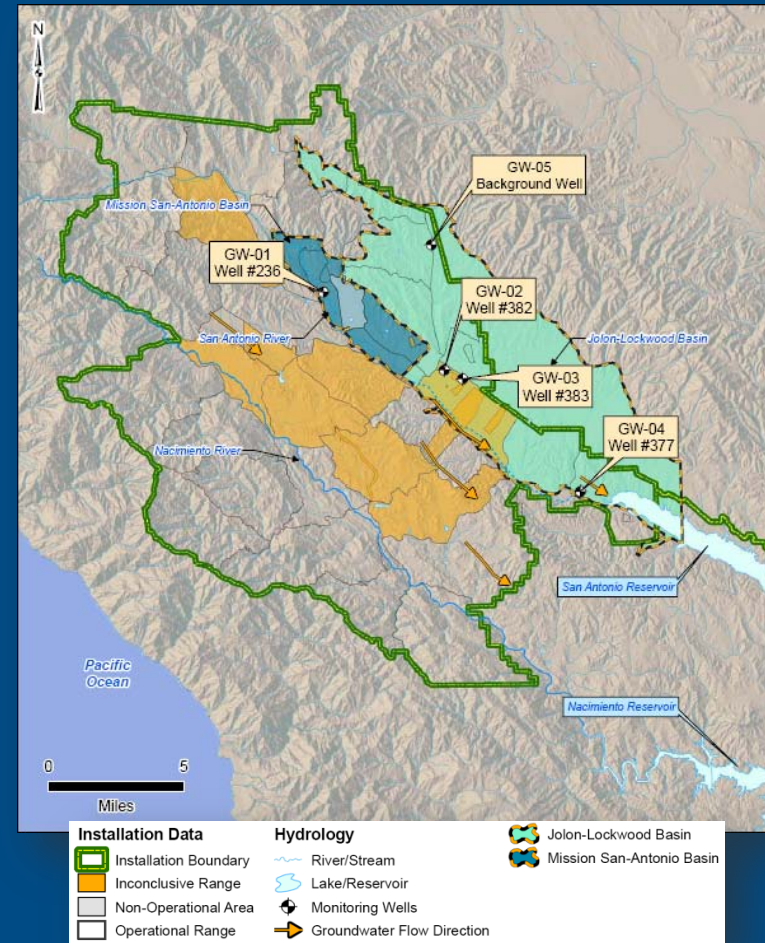 N
GW-05
Background Well
Mission San-Antonio Basin
GW-01
Well #236
GW-02
Well #382
San-Antonio River
Jolon-Lockwood Basin
GW-03
Well #383
GW-04
Well #377
Nacimiento River
San Antonio Reservoir
Pacific
Ocean
Nacimiento Reservoir
0 5
Miles
Installation Data
Installation Boundary
Inconclusive Range
Non-Operational Area
Operational Range
Hydrology
River/Stream
Lake/Reservoir
Monitoring Wells
Groundwater Flow Direction
Jolon-Lockwood Basin
Mission San-Antonio Basin